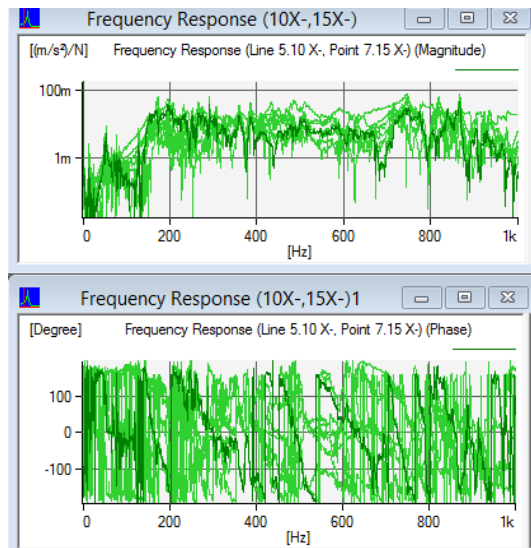 Frequency Response (10X-,15X-)
[(m/s²)/N] Frequency Response (Line 5.10 X-, Point 7.15 X-) (Magnitude)
100m
1m
0 200 400 600 800 1k
[Hz]
Frequency Response (10X-,15X-)1
[Degree] Frequency Response (Line 5.10 X-, Point 7.15 X-) (Phase)
100
0
-100
0 200 400 600 800 1k
[Hz]